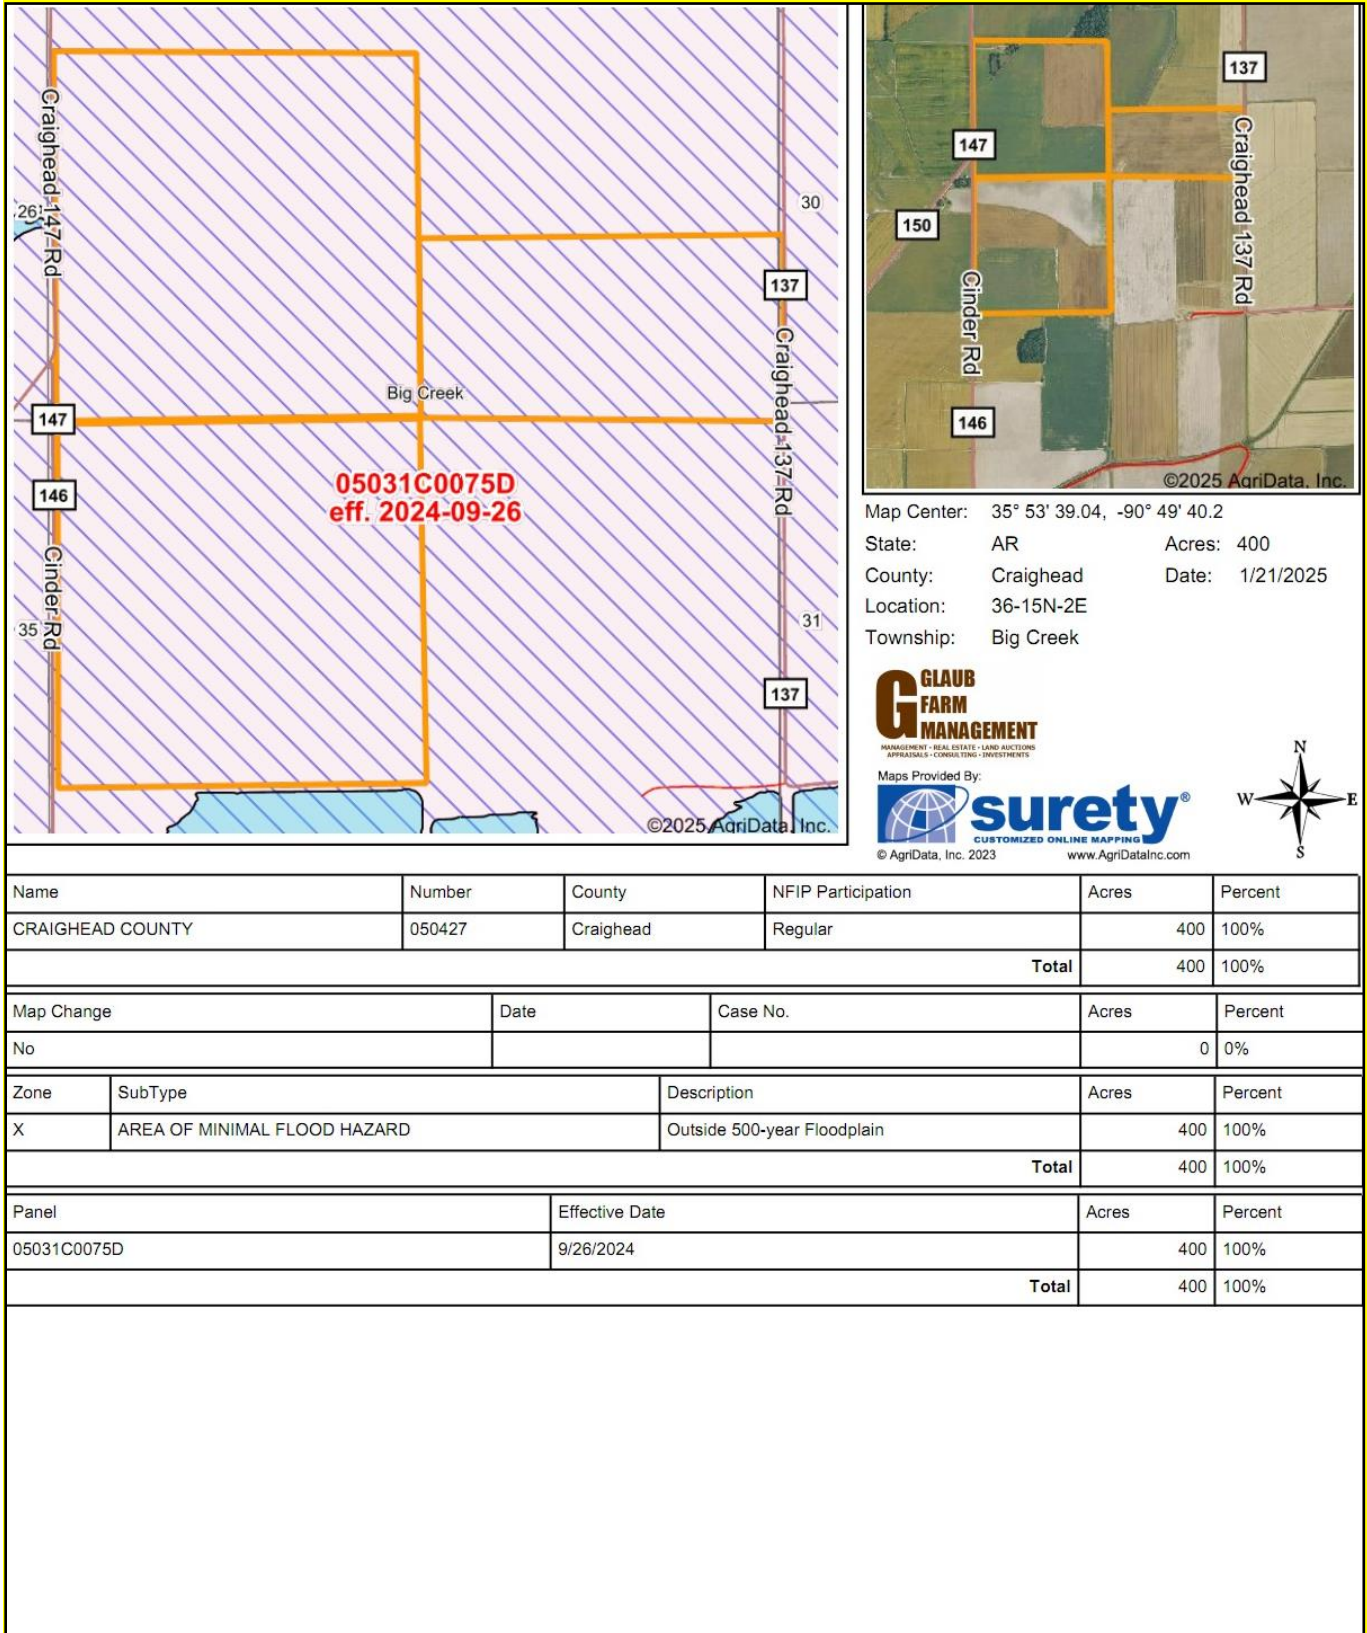 Craighead 147 Rd
261
30
137
Craighead 137 Rd
Big Creek
147
146
05031C0075D
eff. 2024-09-26
Cinder Rd
35
31
137
©2025 AgriData, Inc.
137
147
Craighead 137 Rd
150
Cinder Rd
146
©2025 AgriData, Inc.
Map Center: 35° 53' 39.04, -90° 49' 40.2
State: AR Acres: 400
County: Craighead Date: 1/21/2025
Location: 36-15N-2E
Township: Big Creek
G GLAUB
FARM
MANAGEMENT
MANAGEMENT - REAL ESTATE - LAND AUCTIONS
APPRAISALS - CONSULTING - INVESTMENTS
Maps Provided By:
surety®
CUSTOMIZED ONLINE MAPPING
© AgriData, Inc. 2023 www.AgriDataInc.com
N
W E
S
Name Number County NFIP Participation Acres Percent
CRAIGHEAD COUNTY 050427 Craighead Regular 400 100%
Total 400 100%
Map Change Date Case No. Acres Percent
No 0 0%
Zone SubType Description Acres Percent
X AREA OF MINIMAL FLOOD HAZARD Outside 500-year Floodplain 400 100%
Total 400 100%
Panel Effective Date Acres Percent
05031C0075D 9/26/2024 400 100%
Total 400 100%